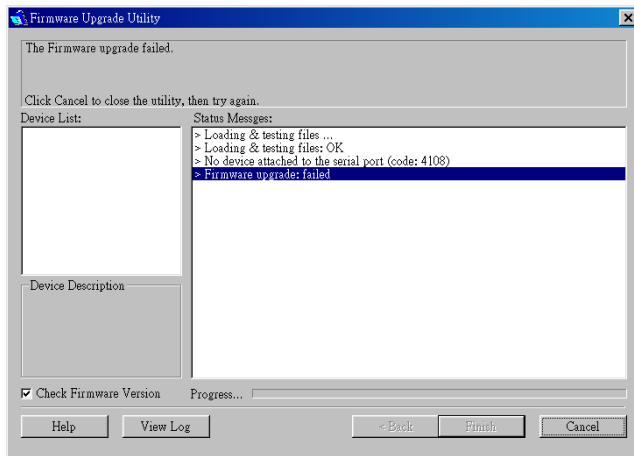 Firmware Upgrade Utility
The Firmware upgrade failed.
Click Cancel to close the utility, then try again.
Device List:
Status Messges:
> Loading & testing files ...
> Loading & testing files: OK
> No device attached to the serial port (code: 4108)
> Firmware upgrade: failed
Device Description
Check Firmware Version
Progress...
Help
View Log
< Back
Finish
Cancel